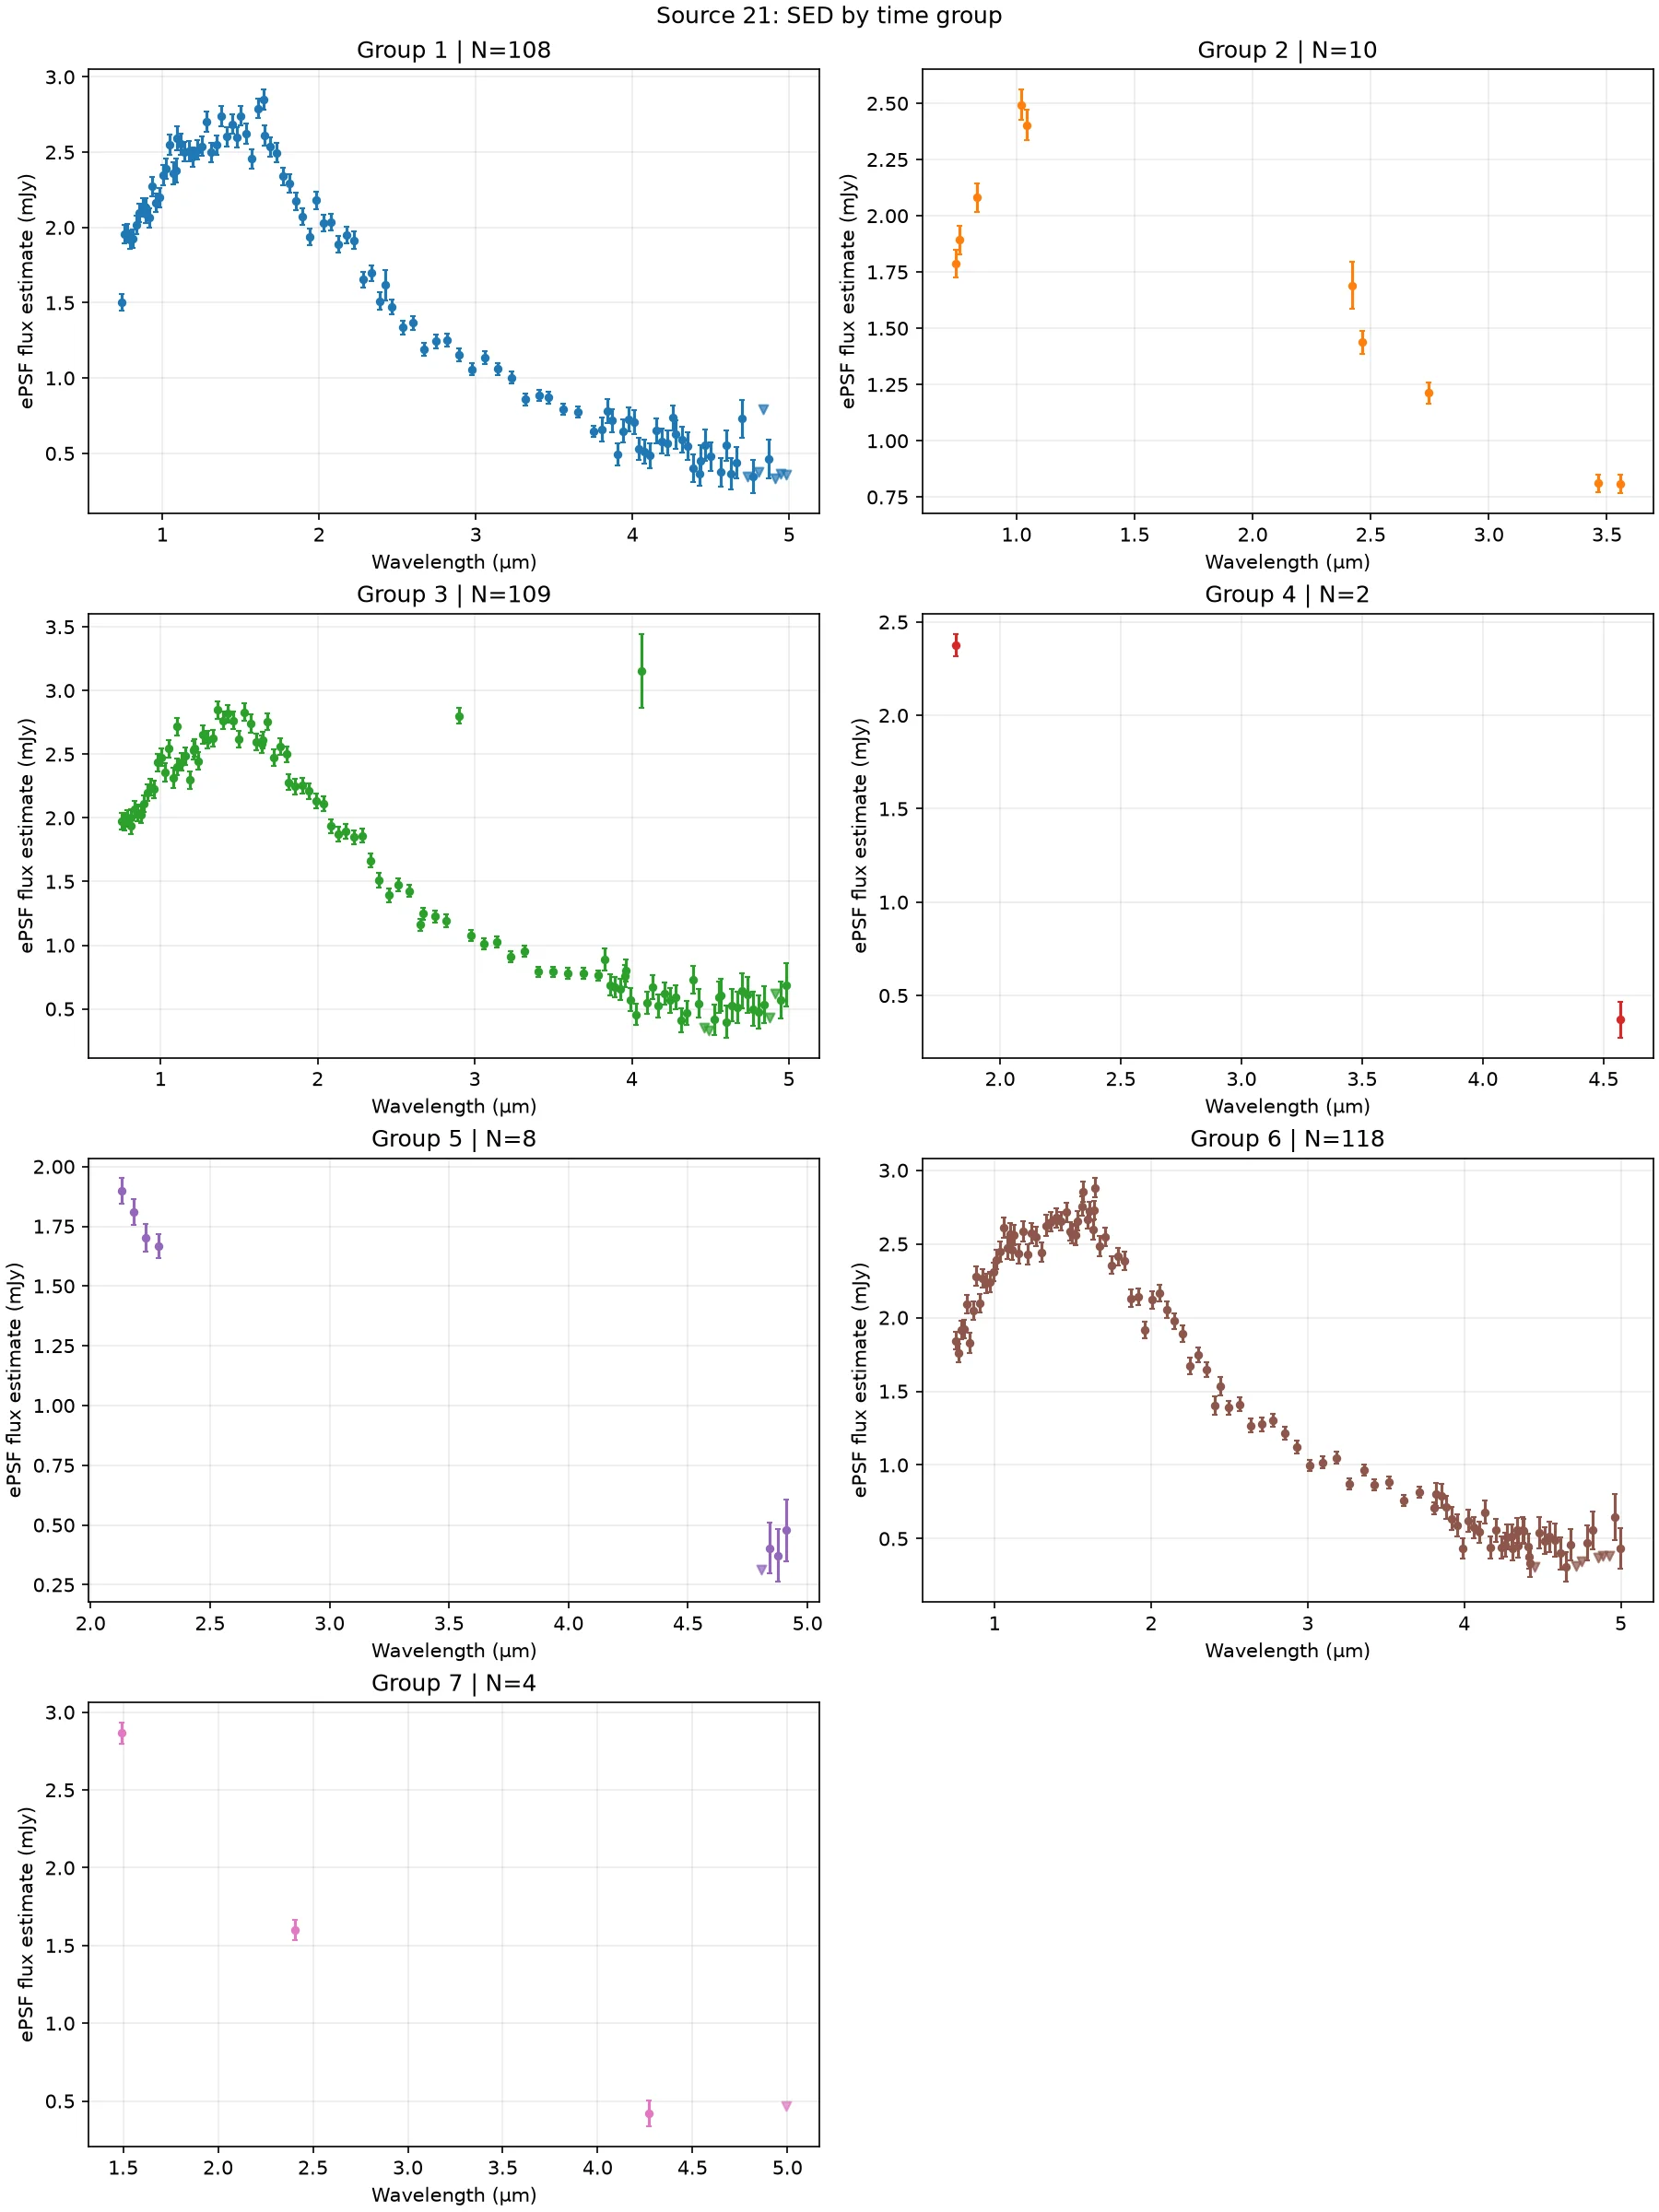 Source 21: SED by time group
Group 1 | N=108
ePSF flux estimate (mJy)
3.0
2.5
2.0
1.5
1.0
0.5
1 2 3 4 5
Wavelength (µm)
Group 2 | N=10
ePSF flux estimate (mJy)
2.50
2.25
2.00
1.75
1.50
1.25
1.00
0.75
1.0 1.5 2.0 2.5 3.0 3.5
Wavelength (µm)
Group 3 | N=109
ePSF flux estimate (mJy)
3.5
3.0
2.5
2.0
1.5
1.0
0.5
1 2 3 4 5
Wavelength (µm)
Group 4 | N=2
ePSF flux estimate (mJy)
2.5
2.0
1.5
1.0
0.5
2.0 2.5 3.0 3.5 4.0 4.5
Wavelength (µm)
Group 5 | N=8
ePSF flux estimate (mJy)
2.00
1.75
1.50
1.25
1.00
0.75
0.50
0.25
2.0 2.5 3.0 3.5 4.0 4.5 5.0
Wavelength (µm)
Group 6 | N=118
ePSF flux estimate (mJy)
3.0
2.5
2.0
1.5
1.0
0.5
1 2 3 4 5
Wavelength (µm)
Group 7 | N=4
ePSF flux estimate (mJy)
3.0
2.5
2.0
1.5
1.0
0.5
1.5 2.0 2.5 3.0 3.5 4.0 4.5 5.0
Wavelength (µm)